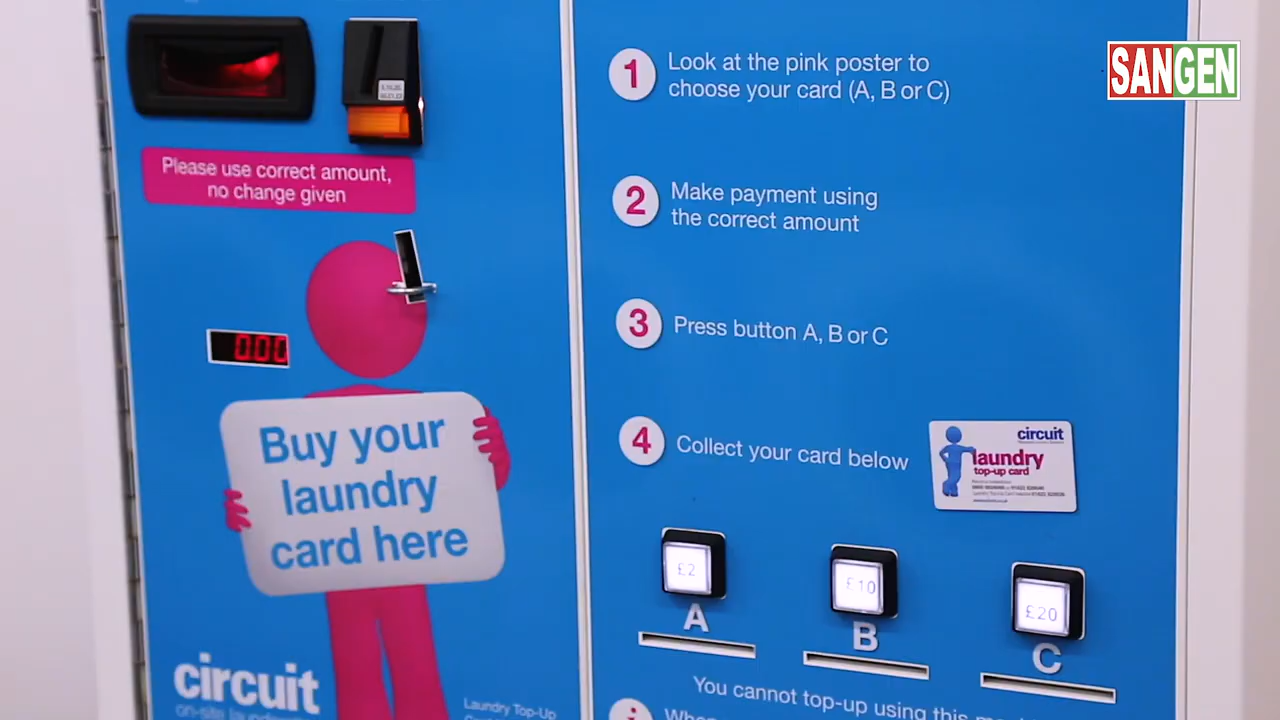 SANGEN
Please use correct amount,
no change given
0.00
Buy your
laundry
card here
circuit
on-site
Laundry Top-Up
1 Look at the pink poster to
choose your card (A, B or C)
2 Make payment using
the correct amount
3 Press button A, B or C
4 Collect your card below
circuit
laundry
top-up card
£2
£10
£20
A
B
C
You cannot top-up using this
i